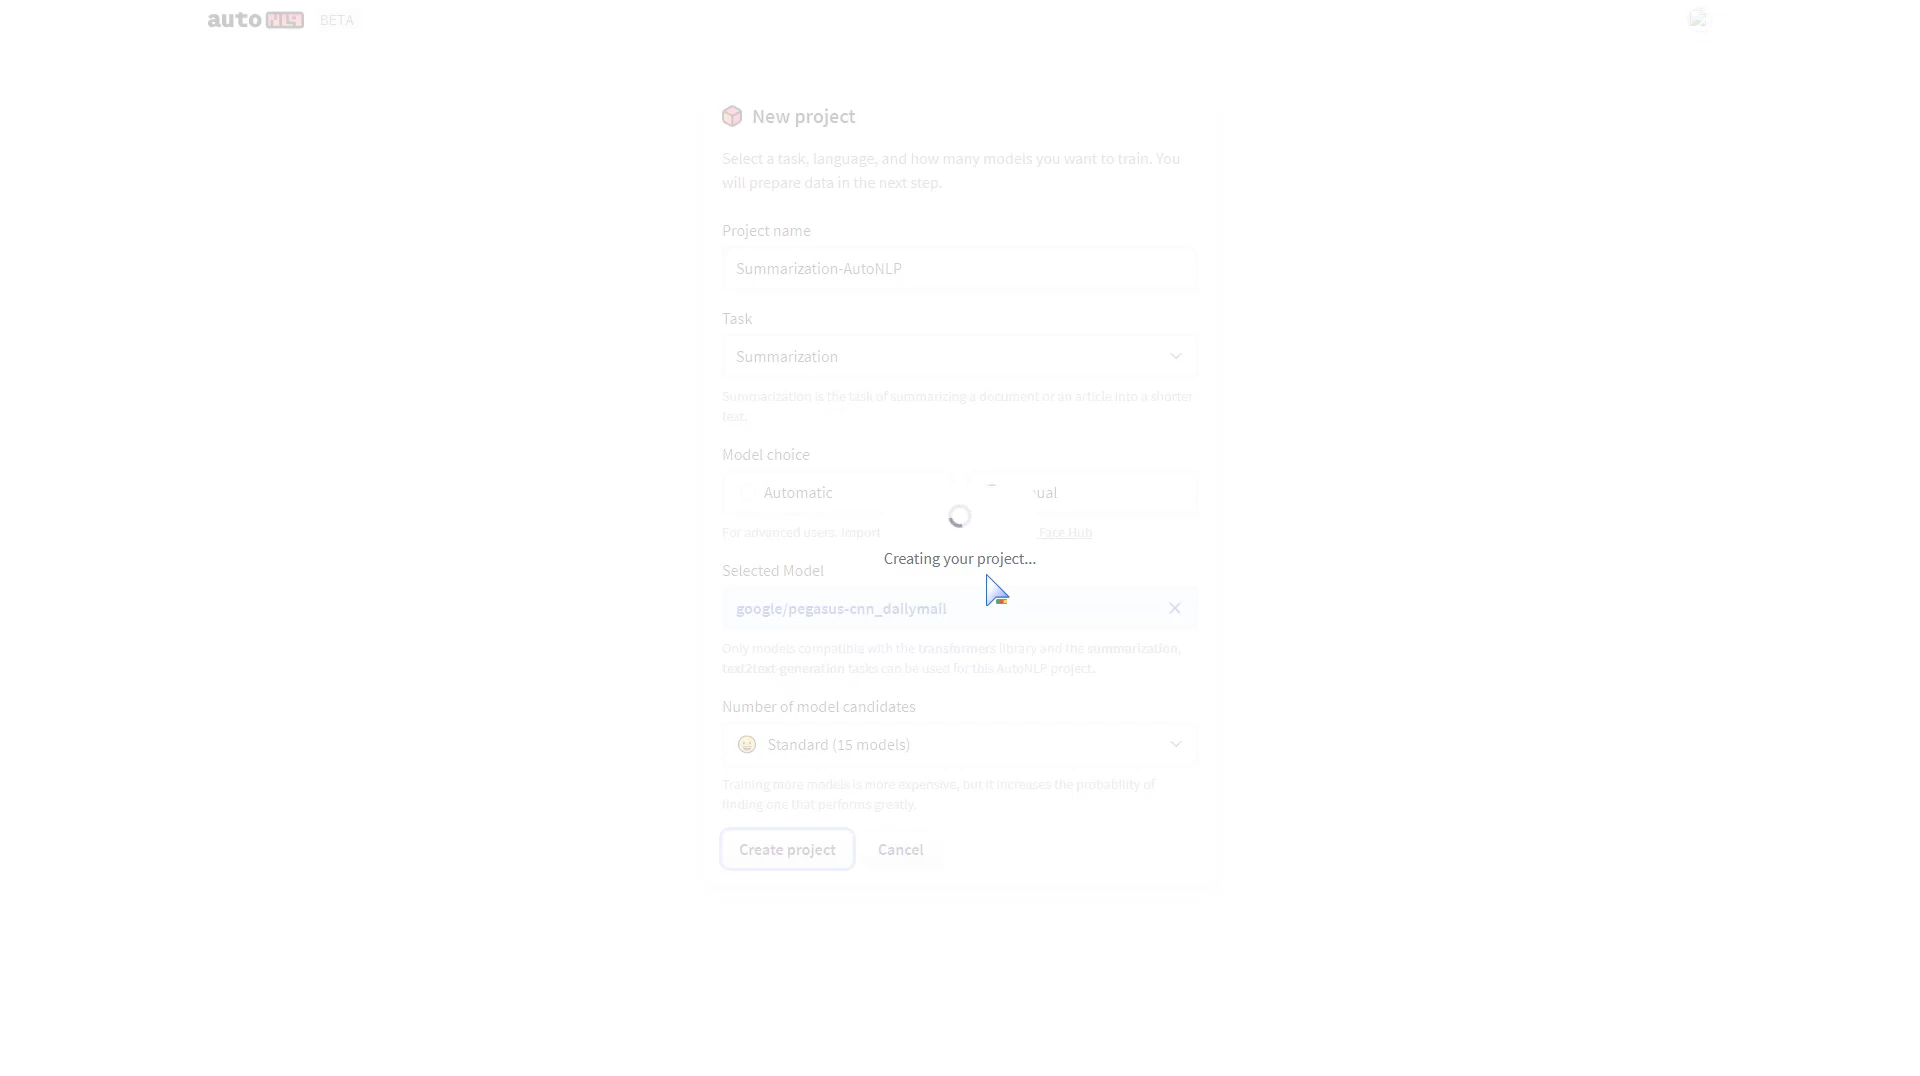 auto NLP BETA
New project
Select a task, language, and how many models you want to train. You
will prepare data in the next step.
Project name
Summarization-AutoNLP
Task
Summarization
Summarization is the task of summarizing a document or an article into a shorter
text.
Model choice
Automatic
ual
For advanced users. Import
Face Hub
Creating your project...
Selected Model
google/pegasus-cnn_dailymail
Only models compatible with the transformers library and the summarization,
text2text-generation tasks can be used for this AutoNLP project.
Number of model candidates
Standard (15 models)
Training more models is more expensive, but it increases the probability of
finding one that performs greatly.
Create project
Cancel